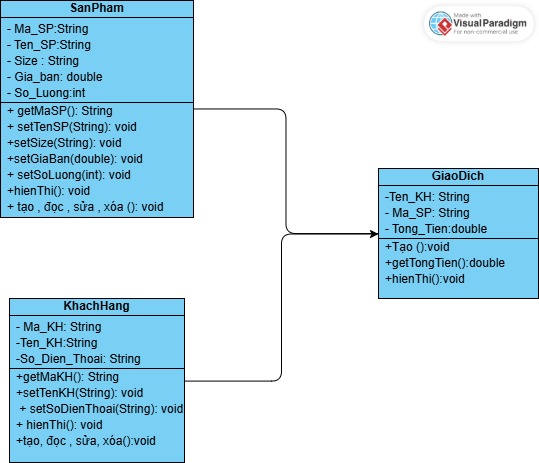 SanPham
- Ma_SP:String
- Ten_SP:String
- Size : String
- Gia_ban: double
- So_Luong:int
+ getMaSP(): String
+ setTenSP(String): void
+setSize(String): void
+setGiaBan(double): void
+ setSoLuong(int): void
+hienThi(): void
+ tạo , đọc , sửa , xóa (): void
Made with
Visual Paradigm
For non-commercial use
GiaoDich
-Ten_KH: String
- Ma_SP: String
- Tong_Tien:double
+Tạo ():void
+getTongTien():double
+hienThi():void
KhachHang
- Ma_KH: String
-Ten_KH:String
-So_Dien_Thoai: String
+getMaKH(): String
+setTenKH(String): void
+ setSoDienThoai(String): void
+ hienThi(): void
+tạo, đọc , sửa, xóa():void